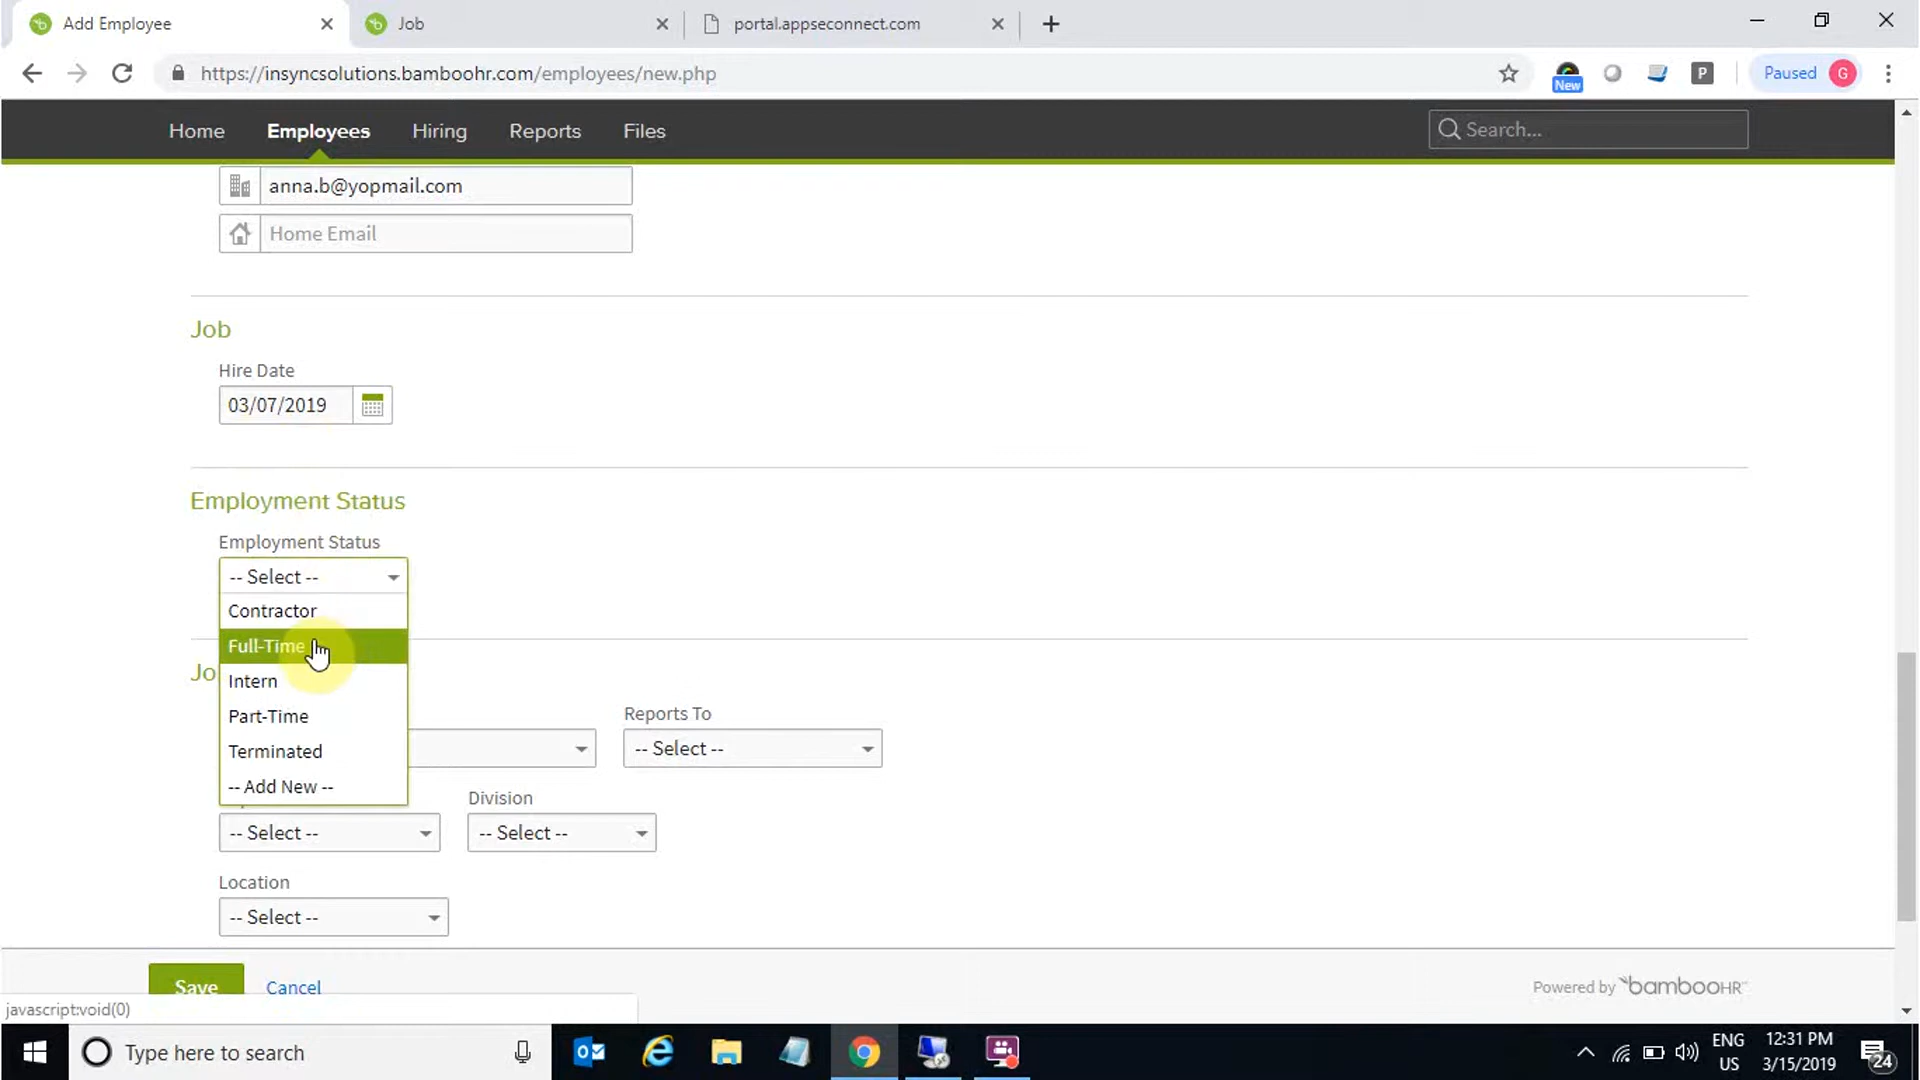 Add Employee
Job
portal.appseconnect.com
https://insyncsolutions.bamboohr.com/employees/new.php
New
P
Paused
G
Home
Employees
Hiring
Reports
Files
Search...
anna.b@yopmail.com
Home Email
Job
Hire Date
03/07/2019
Employment Status
Employment Status
-- Select --
Contractor
Full-Time
Intern
Part-Time
Terminated
-- Add New --
Jo
Reports To
-- Select --
Division
-- Select --
-- Select --
Location
-- Select --
Save
Cancel
Powered by bambooHR
javascript:void(0)
Type here to search
ENG
US
12:31 PM
3/15/2019
24